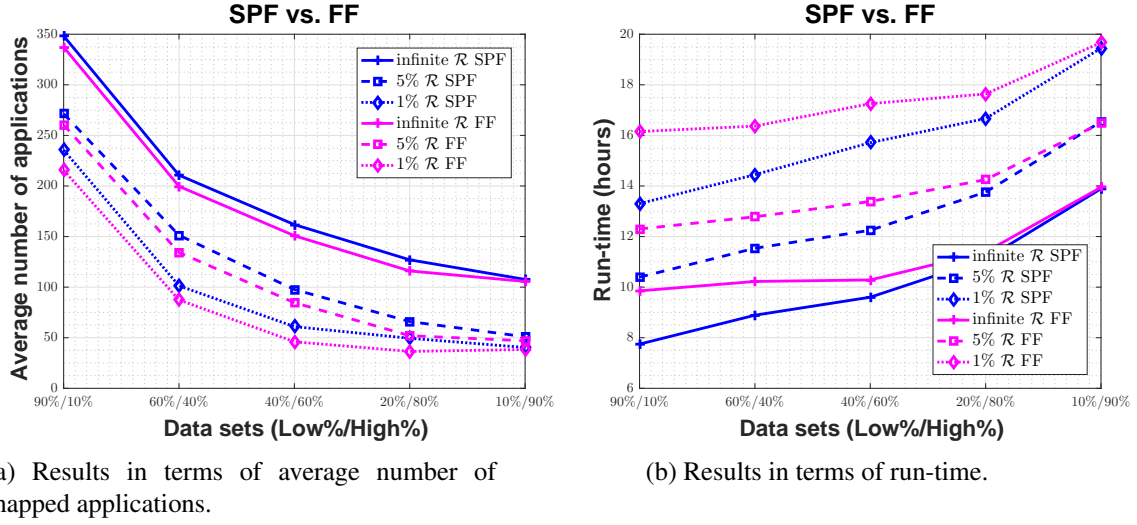 SPF vs. FF
Average number of applications
350
300
250
200
150
100
50
0
infinite R SPF
5% R SPF
1% R SPF
infinite R FF
5% R FF
1% R FF
90%/10% 60%/40% 40%/60% 20%/80% 10%/90%
Data sets (Low%/High%)
a) Results in terms of average number of
mapped applications.
SPF vs. FF
Run-time (hours)
20
18
16
14
12
10
8
6
infinite R SPF
5% R SPF
1% R SPF
infinite R FF
5% R FF
1% R FF
90%/10% 60%/40% 40%/60% 20%/80% 10%/90%
Data sets (Low%/High%)
(b) Results in terms of run-time.